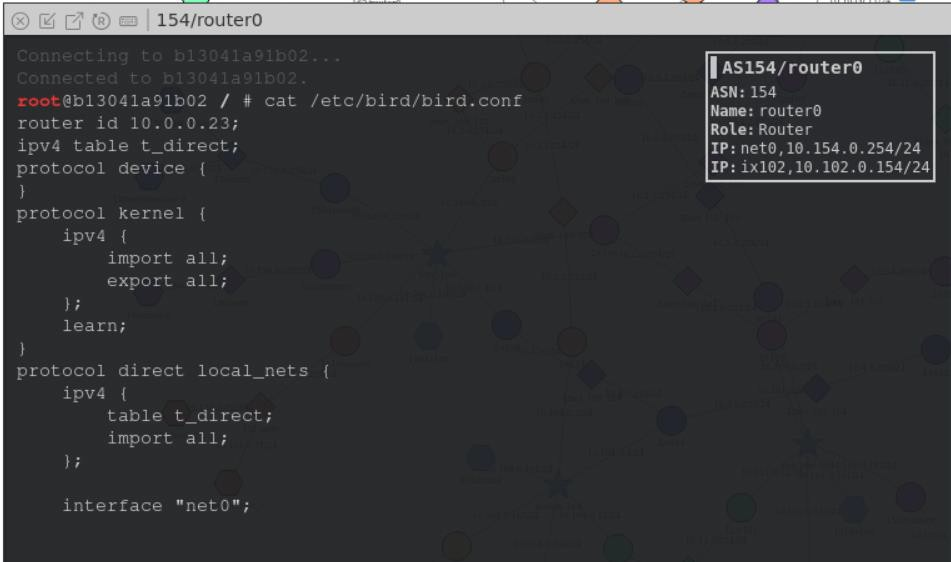 154/router0
Connecting to b13041a91b02...
Connected to b13041a91b02.
root@b13041a91b02 / # cat /etc/bird/bird.conf
router id 10.0.0.23;
ipv4 table t_direct;
protocol device {
}
protocol kernel {
    ipv4 {
        import all;
        export all;
    };
    learn;
}
protocol direct local_nets {
    ipv4 {
        table t_direct;
        import all;
    };
    interface "net0";
AS154/router0
ASN: 154
Name: router0
Role: Router
IP: net0,10.154.0.254/24
IP: ix102,10.102.0.154/24